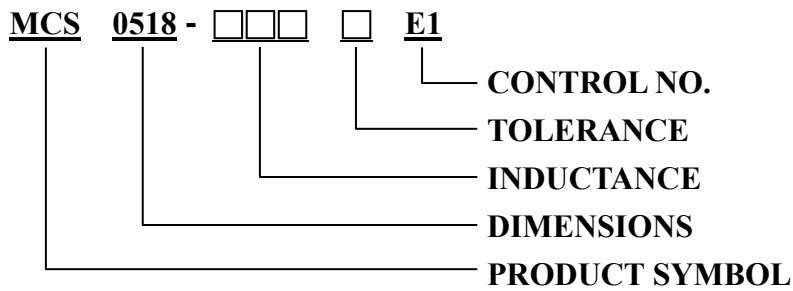 MCS 0518 - □□□ □ E1
CONTROL NO.
TOLERANCE
INDUCTANCE
DIMENSIONS
PRODUCT SYMBOL